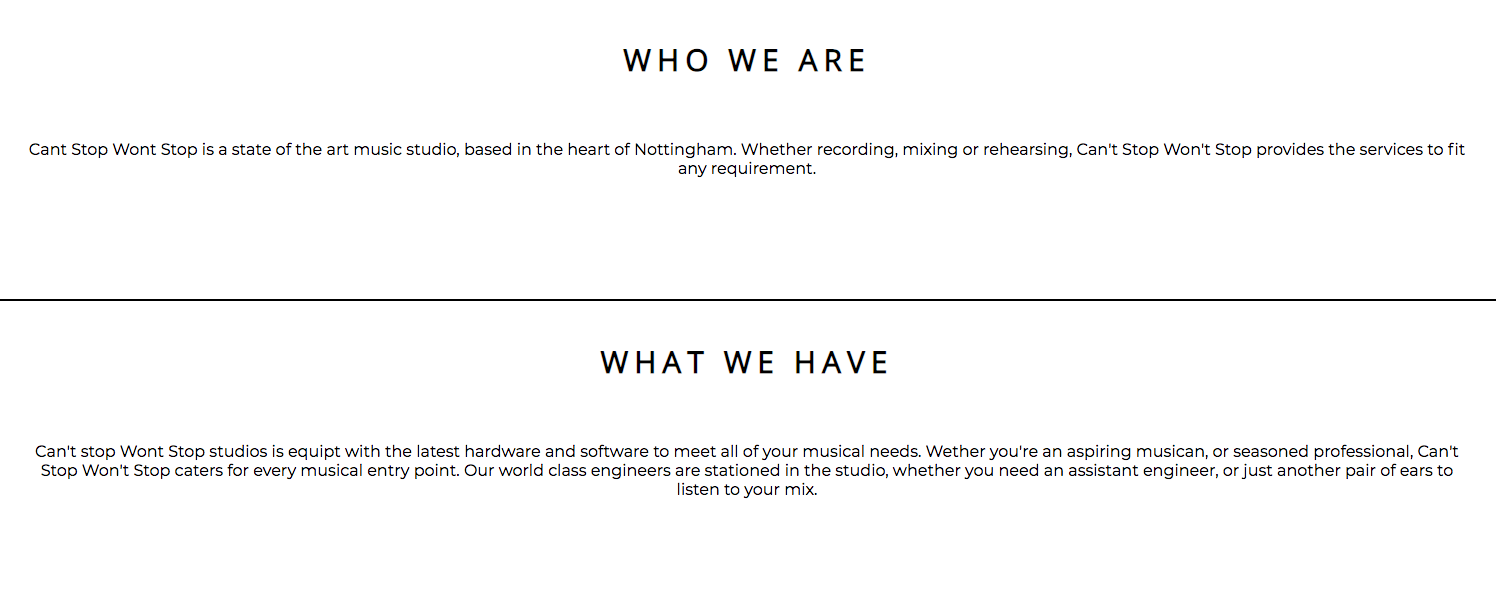 WHO WE ARE
Cant Stop Wont Stop is a state of the art music studio, based in the heart of Nottingham. Whether recording, mixing or rehearsing, Can't Stop Won't Stop provides the services to fit
any requirement.
WHAT WE HAVE
Can't stop Wont Stop studios is equipt with the latest hardware and software to meet all of your musical needs. Wether you're an aspiring musican, or seasoned professional, Can't
Stop Won't Stop caters for every musical entry point. Our world class engineers are stationed in the studio, whether you need an assistant engineer, or just another pair of ears to
listen to your mix.